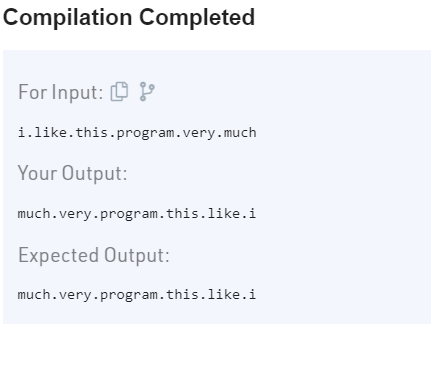 Compilation Completed
For Input:
i.like.this.program.very.much
Your Output:
much.very.program.this.like.i
Expected Output:
much.very.program.this.like.i